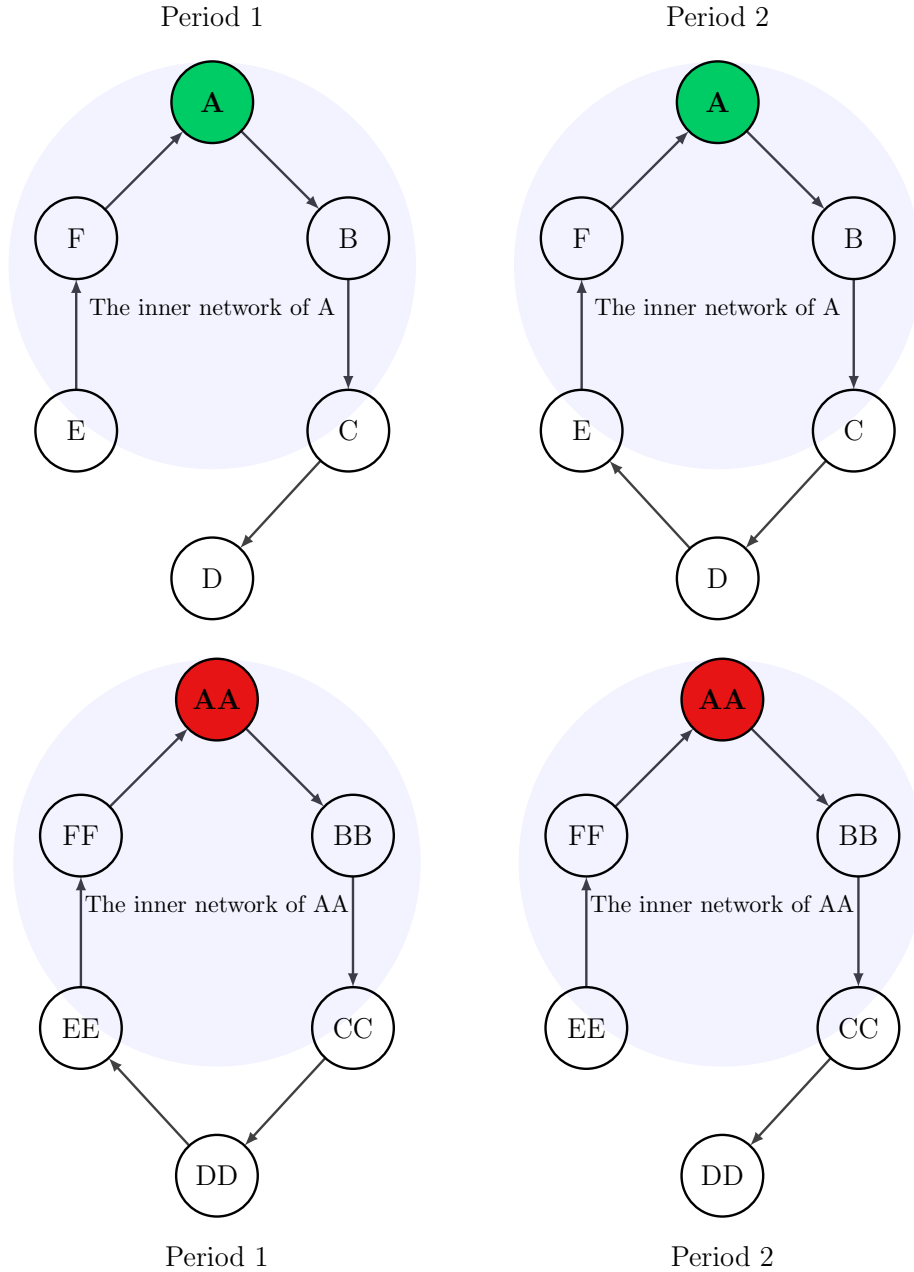 Period 1
Period 2
A
A
F
B
F
B
The inner network of A
The inner network of A
E
C
E
C
D
D
AA
AA
FF
BB
FF
BB
The inner network of AA
The inner network of AA
EE
CC
EE
CC
DD
DD
Period 1
Period 2